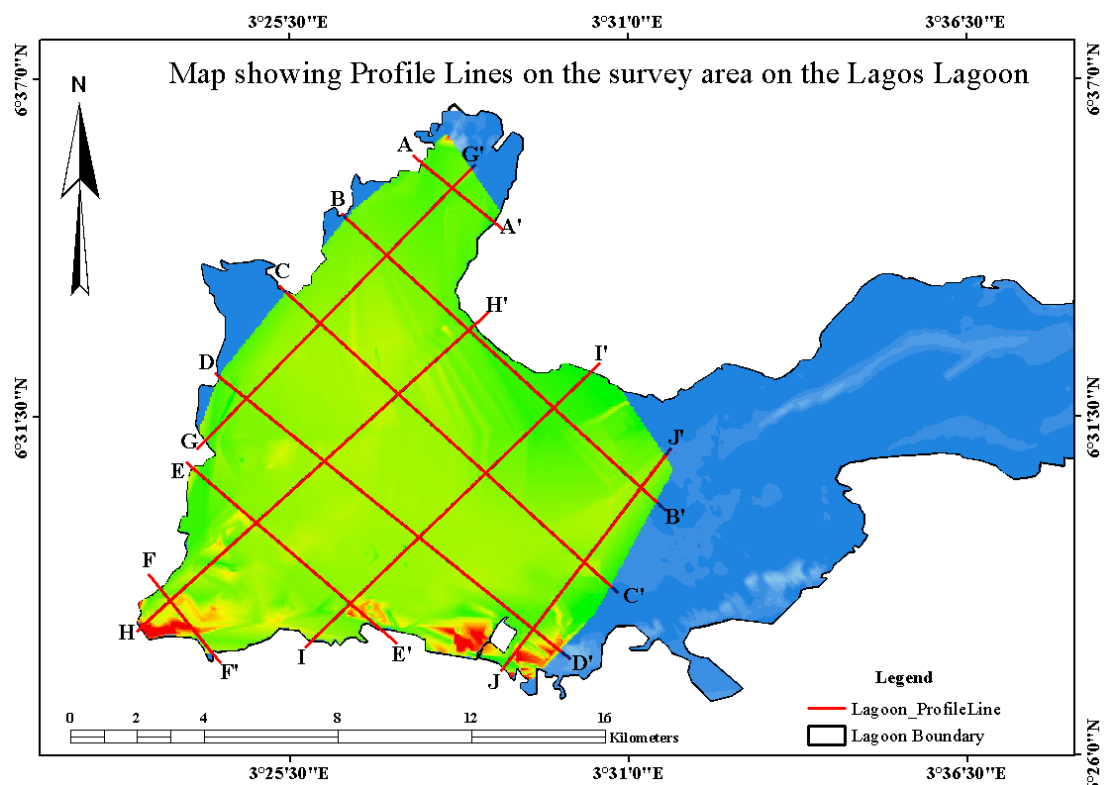 3°25'30"E 3°31'0"E 3°36'30"E
6°37'0"N 6°37'0"N
Map showing Profile Lines on the survey area on the Lagos Lagoon
N
A G'
B A'
C
H'
D I'
6°31'30"N 6°31'30"N
G J'
E
B'
F
C'
H
I E' D'
F' J
Legend
Lagoon_ProfileLine
Lagoon Boundary
0 2 4 8 12 16
Kilometers
6°26'0"N
3°25'30"E 3°31'0"E 3°36'30"E